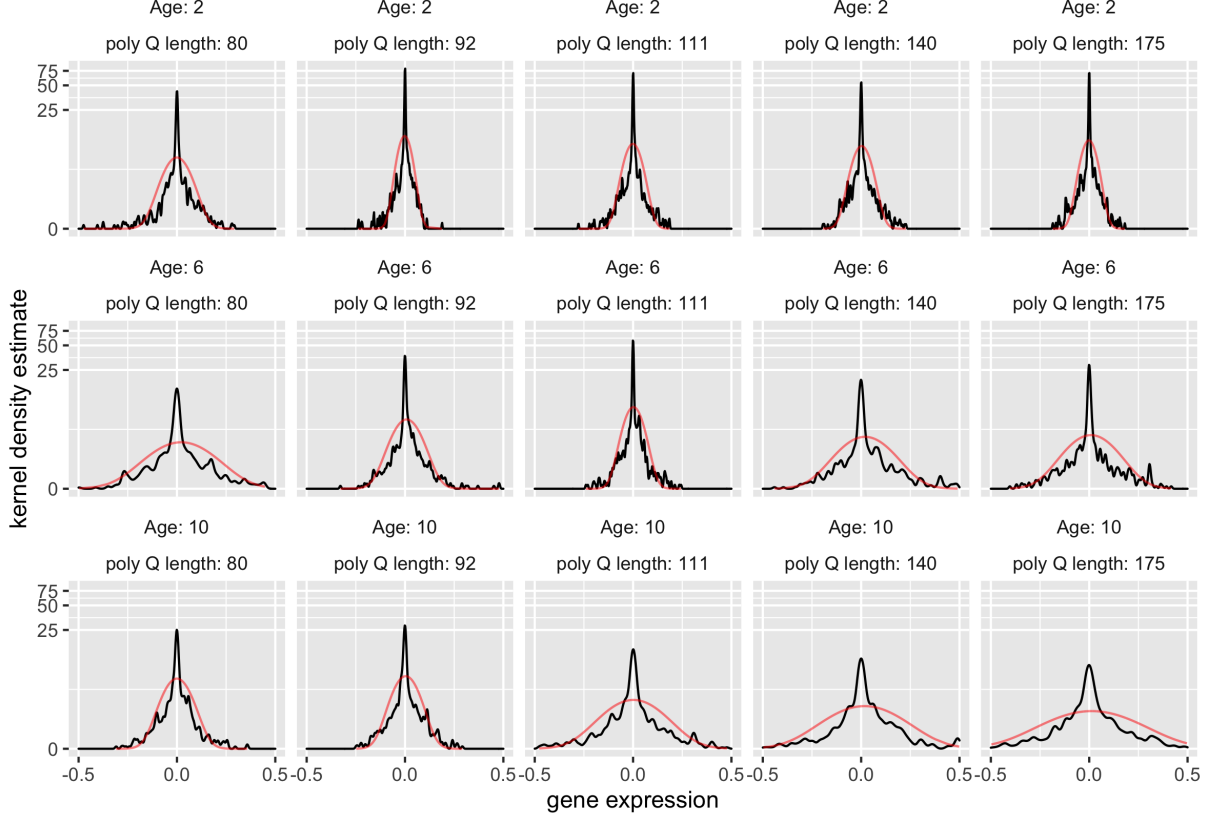 Age: 2 Age: 2 Age: 2 Age: 2 Age: 2
poly Q length: 80 poly Q length: 92 poly Q length: 111 poly Q length: 140 poly Q length: 175
75
50
25
0
Age: 6 Age: 6 Age: 6 Age: 6 Age: 6
poly Q length: 80 poly Q length: 92 poly Q length: 111 poly Q length: 140 poly Q length: 175
75
50
25
0
kernel density estimate
Age: 10 Age: 10 Age: 10 Age: 10 Age: 10
poly Q length: 80 poly Q length: 92 poly Q length: 111 poly Q length: 140 poly Q length: 175
75
50
25
0
-0.5 0.0 0.5 -0.5 0.0 0.5 -0.5 0.0 0.5 -0.5 0.0 0.5 -0.5 0.0 0.5
gene expression